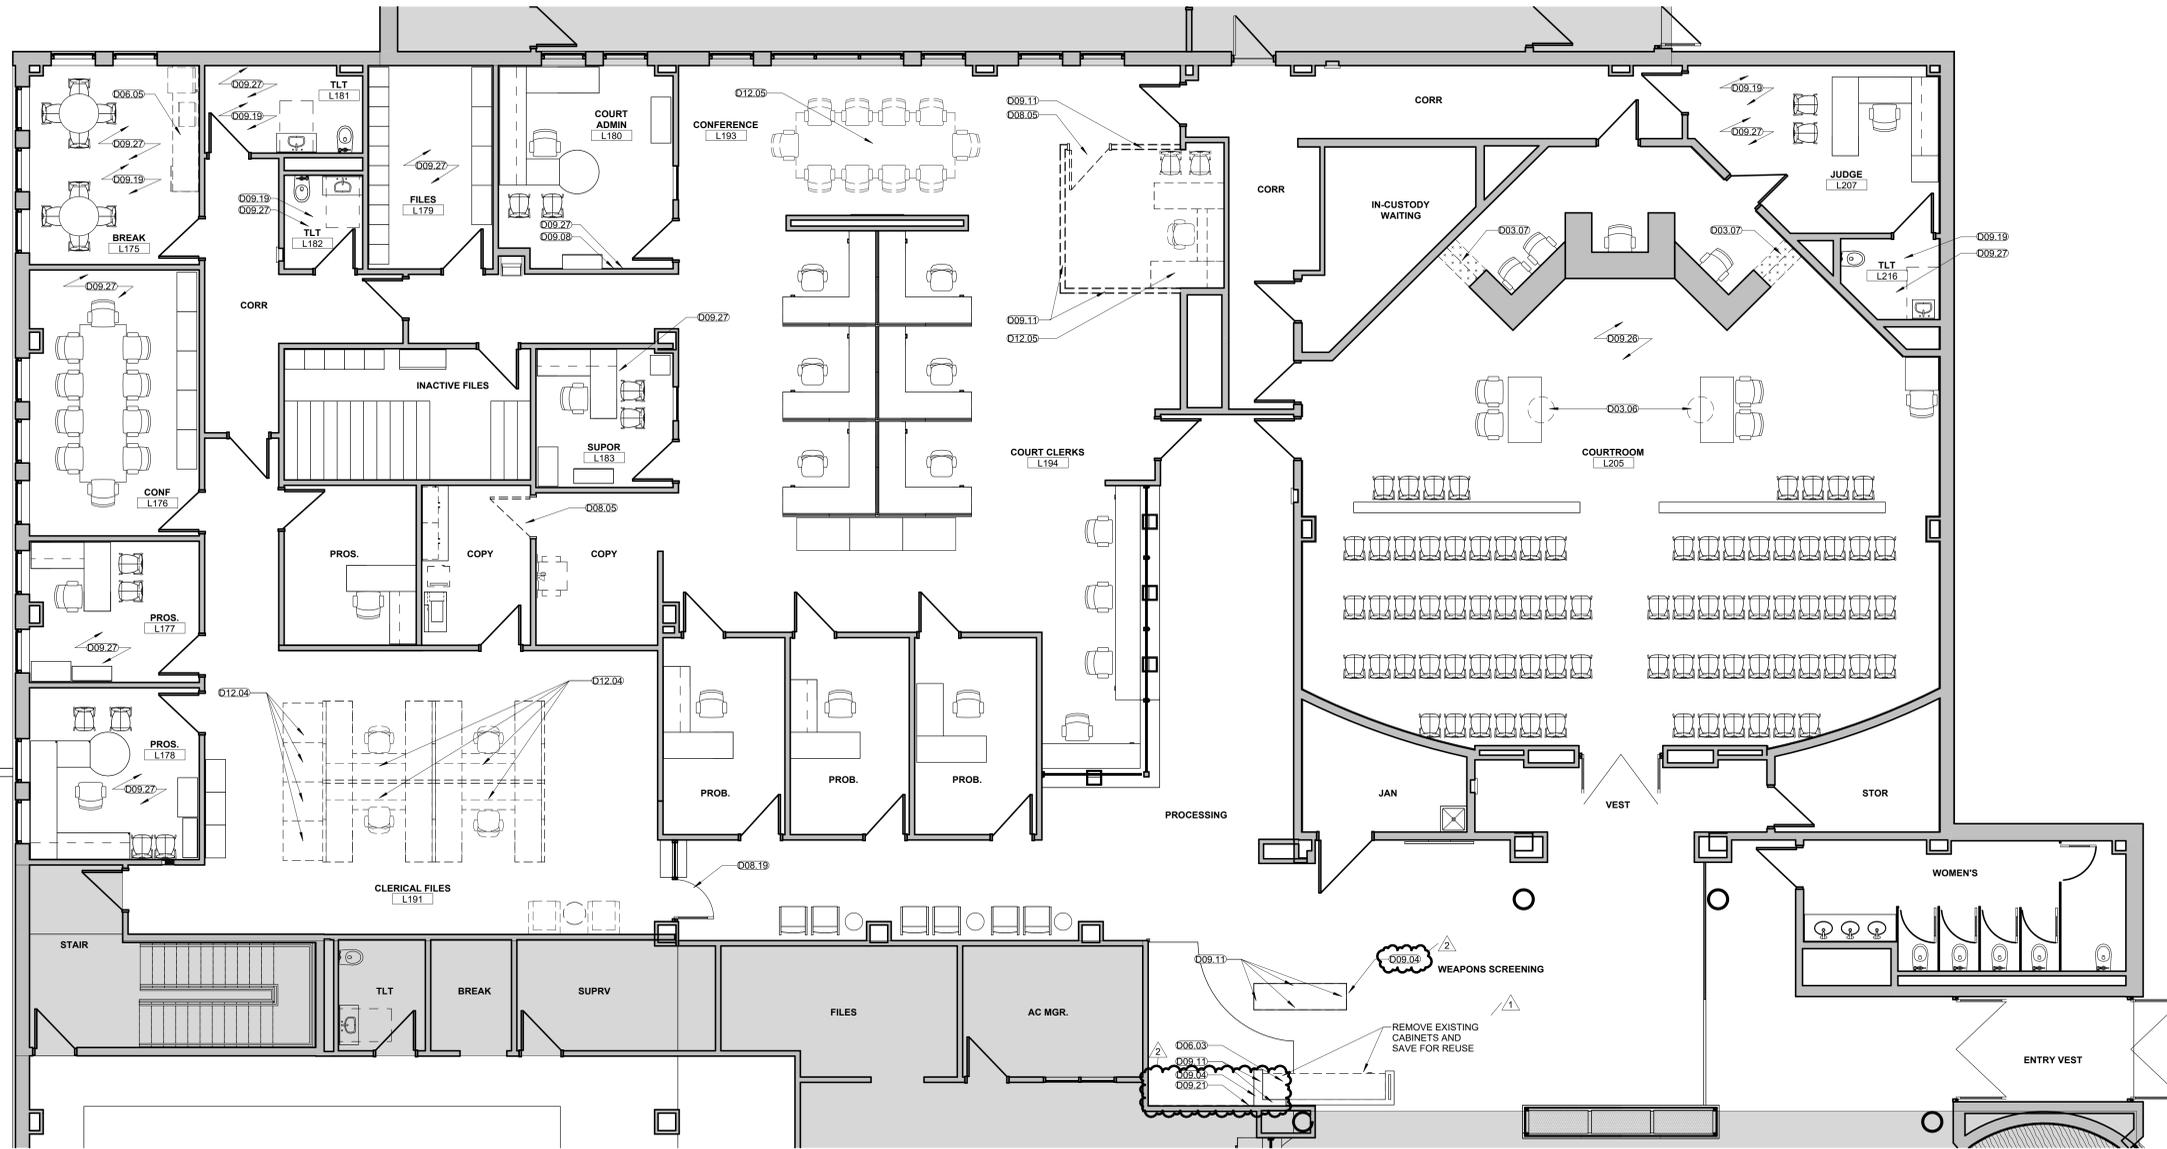 TLT
L181
D09.27
D09.19
D06.05
D09.27
D09.19
BREAK
L175
D09.19
D09.27
TLT
L182
D09.27
FILES
L179
COURT
ADMIN
L180
D09.27
D09.08
CONFERENCE
L193
D12.05
D09.11
D08.05
D09.11
D12.05
CORR
CORR
IN-CUSTODY
WAITING
D09.19
D09.27
JUDGE
L207
D03.07
D03.07
TLT
L216
D09.19
D09.27
D09.27
CORR
D09.27
INACTIVE FILES
SUPOR
L183
CONF
L176
COURT CLERKS
L194
D09.26
D03.06
COURTROOM
L205
D08.05
PROS.
COPY
COPY
PROS.
L177
D09.27
D12.04
D12.04
PROS.
L178
D09.27
PROB.
PROB.
PROB.
PROCESSING
JAN
VEST
STOR
D08.19
CLERICAL FILES
L191
WOMEN'S
STAIR
TLT
BREAK
SUPRV
FILES
AC MGR.
D09.11
D09.04
2
WEAPONS SCREENING
1
REMOVE EXISTING
CABINETS AND
SAVE FOR REUSE
2
D06.03
D09.11
D09.04
D09.21
ENTRY VEST